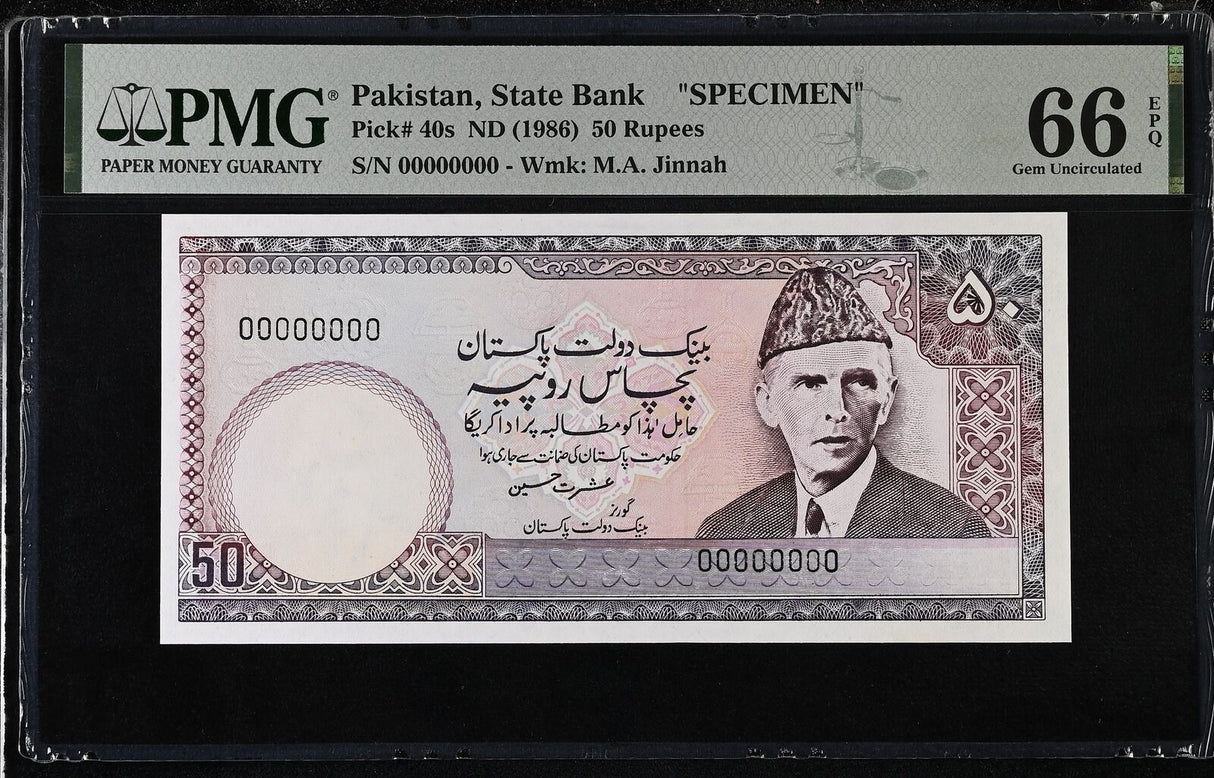 PMG®
PAPER MONEY GUARANTY
Pakistan, State Bank "SPECIMEN"
Pick# 40s ND (1986) 50 Rupees
S/N 00000000 - Wmk: M.A. Jinnah
66
EPQ
Gem Uncirculated
۵۰
00000000
بینک دولت پاکستان
پچاس روپیہ
حامِل ہٰذا کو مطالبہ پر ادا کریگا
حکومت پاکستان کی ضمانت سے جاری ہوا
عشرت حسین
گورنر
بینک دولت پاکستان
50
00000000